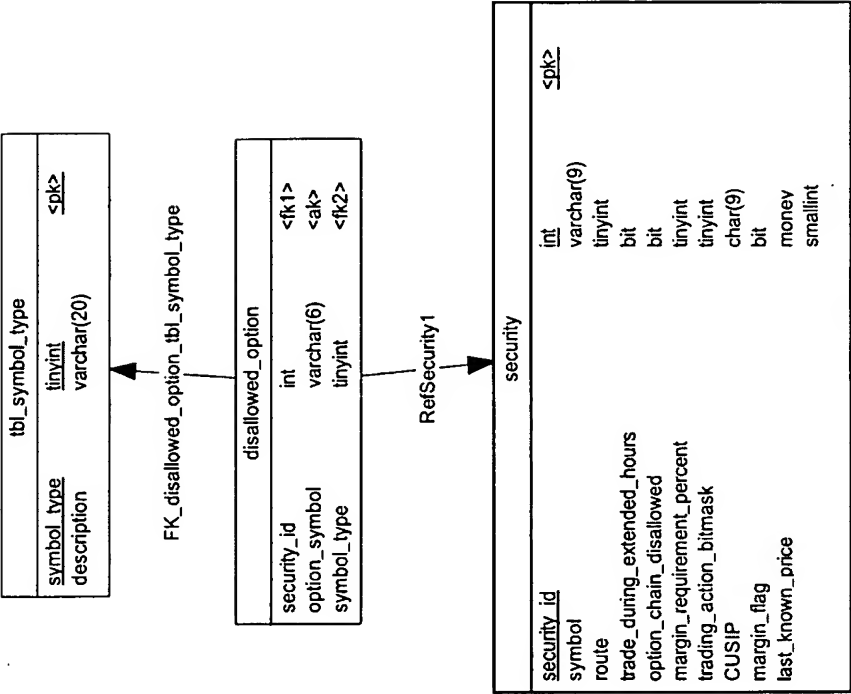 tbl_symbol_type
symbol_type tinyint <pk>
description varchar(20)
FK_disallowed_option_tbl_symbol_type
disallowed_option
security_id int <fk1>
option_symbol varchar(6) <ak>
symbol_type tinyint <fk2>
RefSecurity1
security
security_id int <pk>
symbol varchar(9)
route tinyint
trade_during_extended_hours bit
option_chain_disallowed bit
margin_requirement_percent tinyint
trading_action_bitmask tinyint
CUSIP char(9)
margin_flag bit
last_known_price money
smallint